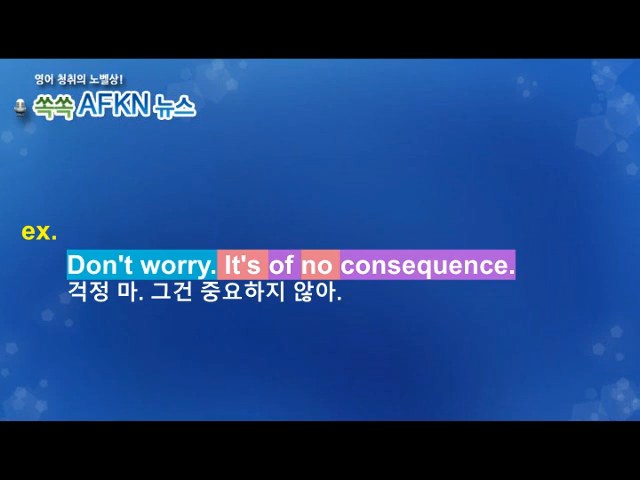 영어 청취의 노벨상!
쏙쏙 AFKN 뉴스
ex.
Don't worry. It's of no consequence.
걱정 마. 그건 중요하지 않아.